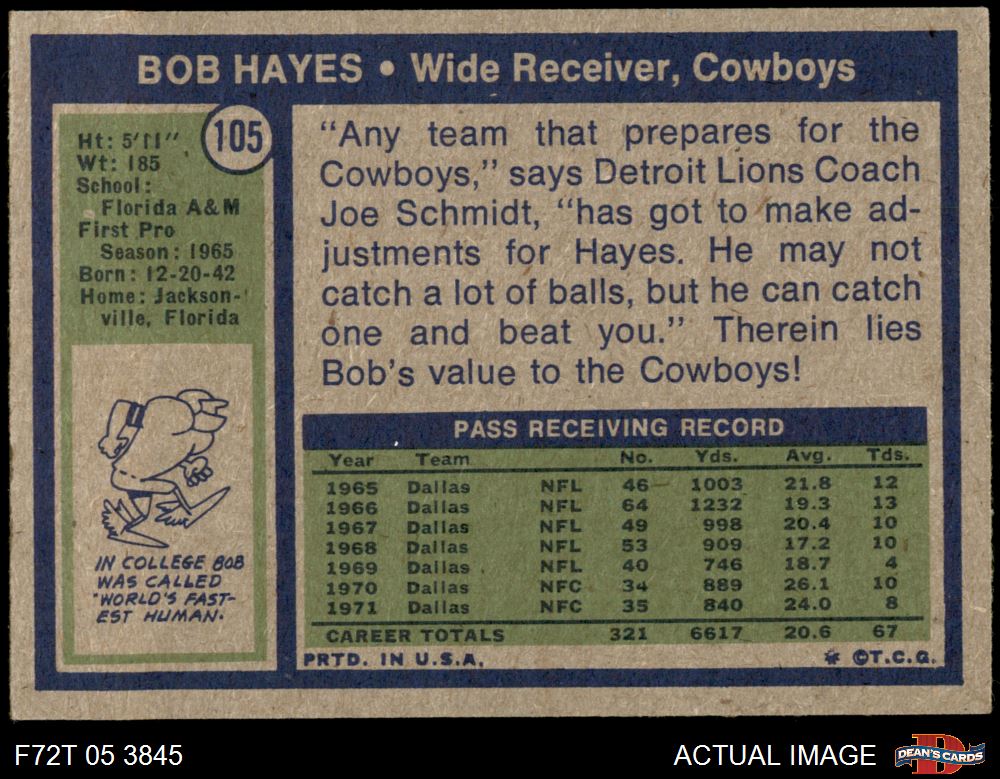 BOB HAYES • Wide Receiver, Cowboys
105
Ht: 5'11"
Wt: 185
School:
Florida A&M
First Pro
Season: 1965
Born: 12-20-42
Home: Jackson-
ville, Florida
IN COLLEGE BOB
WAS CALLED
"WORLD'S FAST-
EST HUMAN.
"Any team that prepares for the
Cowboys," says Detroit Lions Coach
Joe Schmidt, "has got to make ad-
justments for Hayes. He may not
catch a lot of balls, but he can catch
one and beat you." Therein lies
Bob's value to the Cowboys!
PASS RECEIVING RECORD
Year Team No. Yds. Avg. Tds.
1965 Dallas NFL 46 1003 21.8 12
1966 Dallas NFL 64 1232 19.3 13
1967 Dallas NFL 49 998 20.4 10
1968 Dallas NFL 53 909 17.2 10
1969 Dallas NFL 40 746 18.7 4
1970 Dallas NFC 34 889 26.1 10
1971 Dallas NFC 35 840 24.0 8
CAREER TOTALS 321 6617 20.6 67
PRTD. IN U.S.A. * ©T.C.G.
F72T 05 3845 ACTUAL IMAGE DEAN'S CARDS